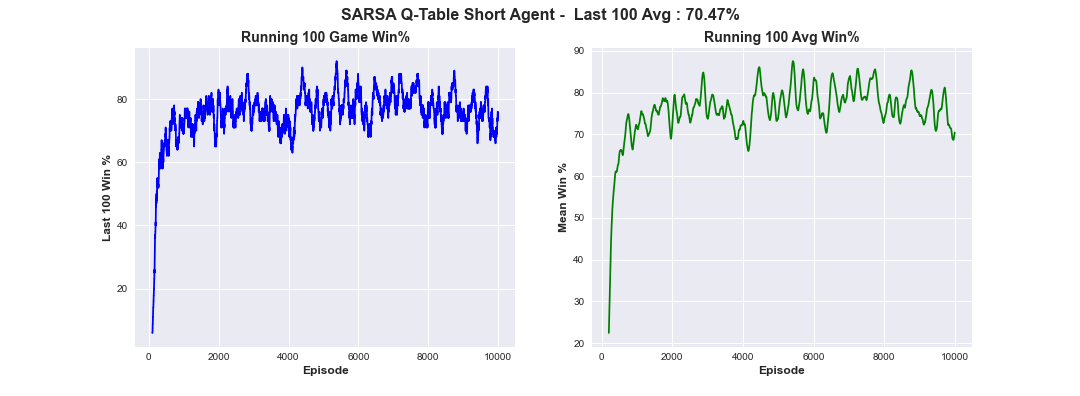 SARSA Q-Table Short Agent -  Last 100 Avg : 70.47%
Running 100 Game Win%
Last 100 Win %
80
60
40
20
0 2000 4000 6000 8000 10000
Episode
Running 100 Avg Win%
Mean Win %
90
80
70
60
50
40
30
20
0 2000 4000 6000 8000 10000
Episode